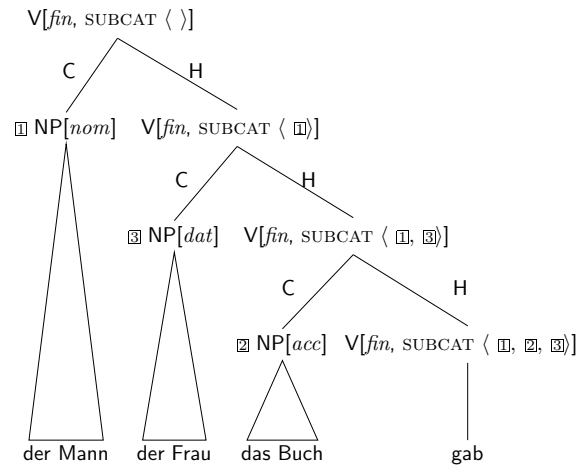 V[fin, SUBCAT ⟨ ⟩]
C H
1 NP[nom] V[fin, SUBCAT ⟨ 1⟩]
C H
3 NP[dat] V[fin, SUBCAT ⟨ 1, 3⟩]
C H
2 NP[acc] V[fin, SUBCAT ⟨ 1, 2, 3⟩]
der Mann der Frau das Buch gab